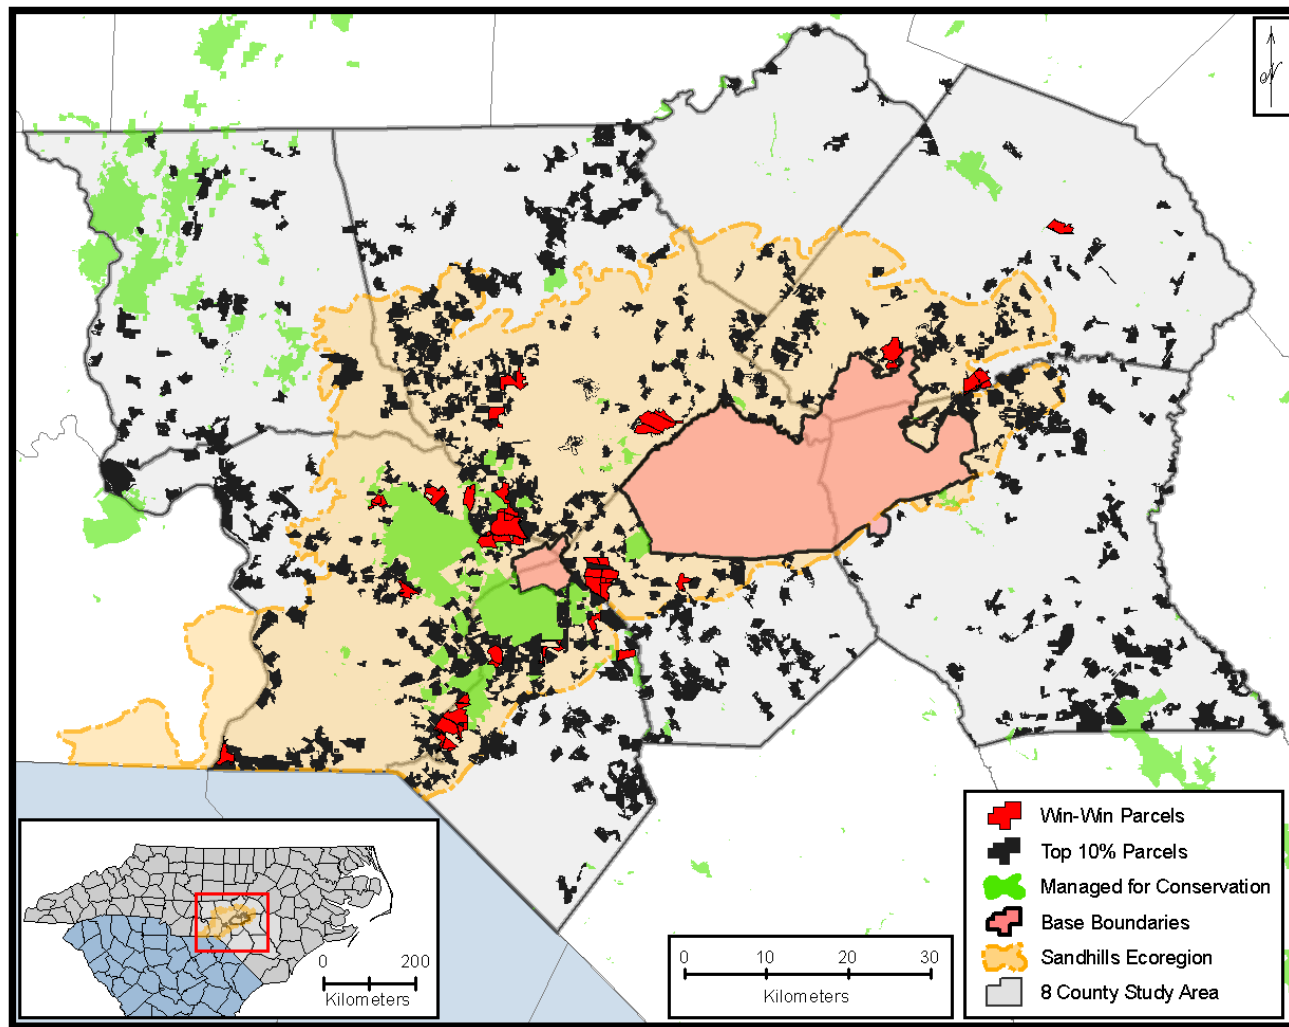 N
Win-Win Parcels
Top 10% Parcels
Managed for Conservation
Base Boundaries
Sandhills Ecoregion
8 County Study Area
0 10 20 30
Kilometers
0 200
Kilometers